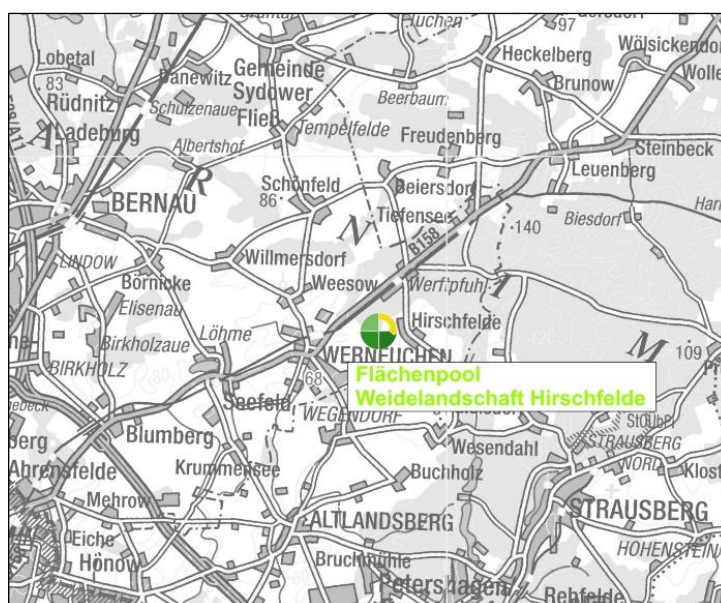 Lobetal
83
Rüdnitz
Ladeburg
Danewitz
Schulzenaue
Albertshof
Gemeinde
Sydower
Fließ
Tempelfelde
Beerbaum
Freudenberg
97
Heckelberg
Brunow
Wölsickendorf
Steinbeck
Leuenberg
A
R
N
I
M
BERNAU
Schönfeld
86
Beiersdorf
Tiefensee
B158
140
Biesdorf
LINDOW
Börnicke
Willmersdorf
Weesow
Werftpfuhl
Elisenau
Birkholzaue
BIRKHOLZ
Löhme
Hirschfelde
WERNEUCHEN
109
Flächenpool
Weidelandschaft Hirschfelde
68
Seefeld
WEGENDORF
Blumberg
Krummensee
Wesendahl
STRAUSBERG
NORD
Ahrensfelde
Mehrow
Buchholz
STRAUSBERG
Eiche
Hönow
ALTLANDSBERG
Bruchmühle
HOHENSTEIN
Petershagen
Rehfelde